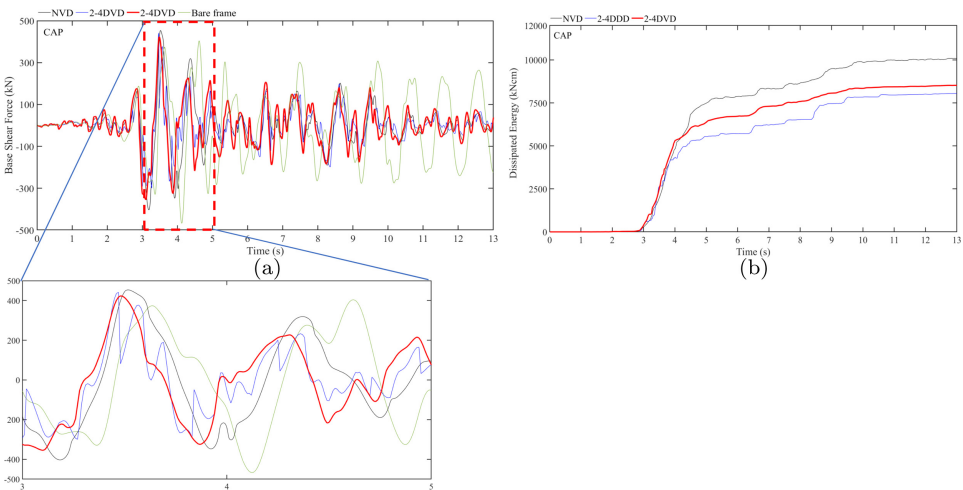 NVD 2-4DVD 2-4DVD Bare frame
CAP
Base Shear Force (kN)
500
300
100
-100
-300
-500
0 1 2 3 4 5 6 7 8 9 10 11 12 13
Time (s)
(a)
NVD 2-4DDD 2-4DVD
CAP
Dissipated Energy (kNcm)
12000
10000
7500
5000
2500
0
0 1 2 3 4 5 6 7 8 9 10 11 12 13
Time (s)
(b)
500
400
200
0
200
-400
-500
3 4 5